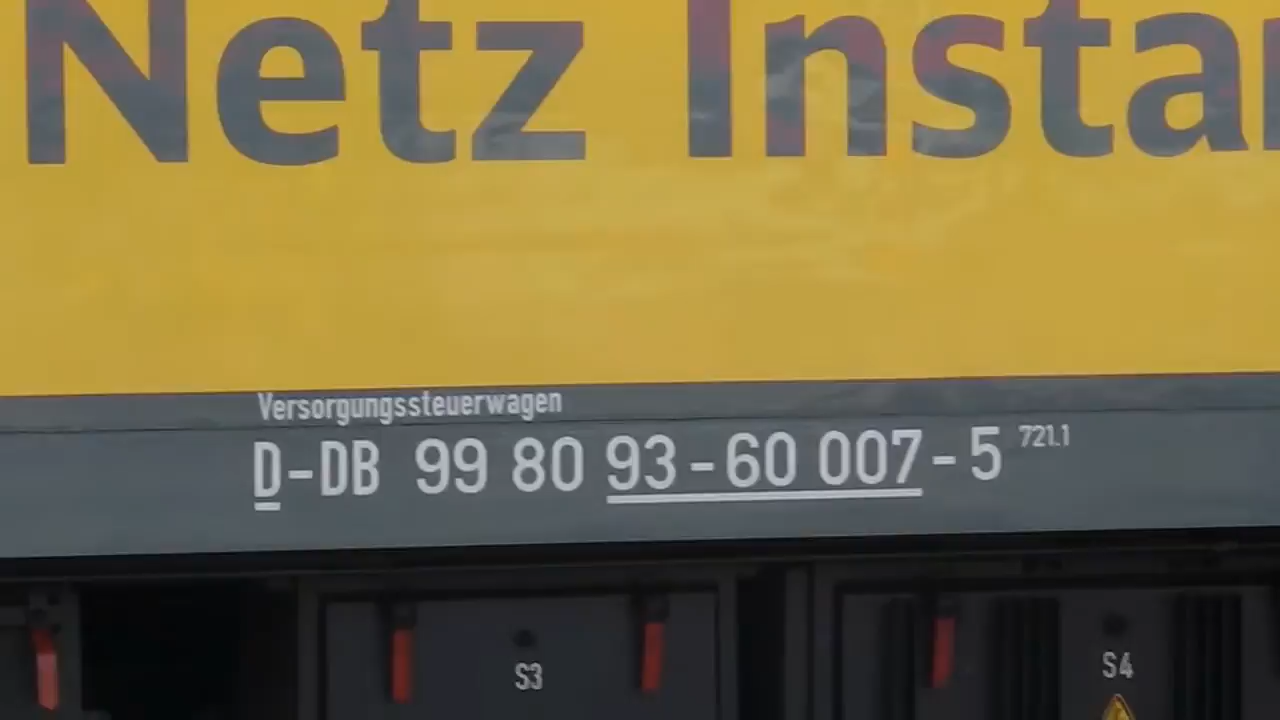 Netz Insta
Versorgungssteuerwagen
D-DB 99 80 93-60 007-5 721.1
S3
S4